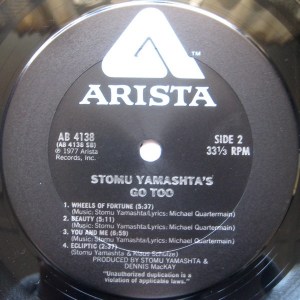 TM
ARISTA
AB 4138
(AB 4138 SB)
℗ 1977 Arista
Records, Inc.
SIDE 2
33⅓ RPM
STOMU YAMASHTA'S
GO TOO
1. WHEELS OF FORTUNE (5:37)
(Music: Stomu Yamashta/Lyrics: Michael Quartermain)
2. BEAUTY (5:11)
(Music: Stomu Yamashta/Lyrics: Michael Quartermain)
3. YOU AND ME (6:59)
(Music: Stomu Yamashta/Lyrics: Michael Quartermain)
4. ECLIPTIC (2:37)
(Stomu Yamashta & Klaus Schulze)
PRODUCED BY STOMU YAMASHTA &
DENNIS MacKAY
"Unauthorized duplication is a
violation of applicable laws."